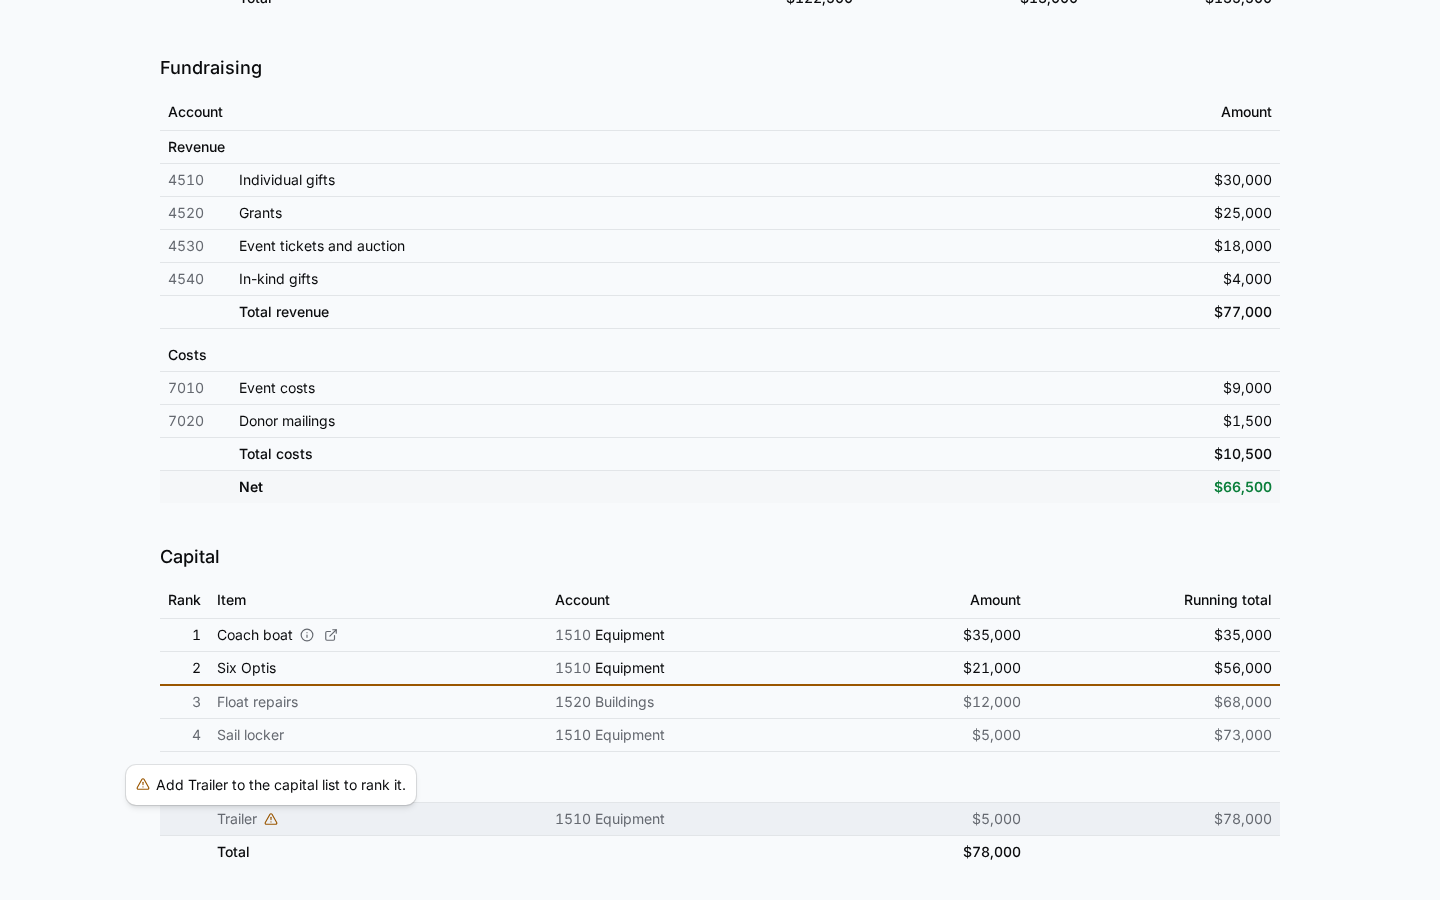 Fundraising
Account Amount
Revenue
4510 Individual gifts $30,000
4520 Grants $25,000
4530 Event tickets and auction $18,000
4540 In-kind gifts $4,000
Total revenue $77,000
Costs
7010 Event costs $9,000
7020 Donor mailings $1,500
Total costs $10,500
Net $66,500
Capital
Rank Item Account Amount Running total
1 Coach boat 1510 Equipment $35,000 $35,000
2 Six Optis 1510 Equipment $21,000 $56,000
3 Float repairs 1520 Buildings $12,000 $68,000
4 Sail locker 1510 Equipment $5,000 $73,000
Add Trailer to the capital list to rank it.
Trailer 1510 Equipment $5,000 $78,000
Total $78,000